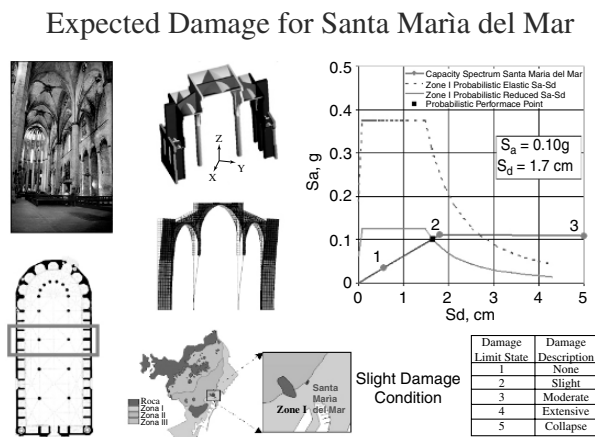 Expected Damage for Santa Marìa del Mar
Z
X
Y
Sa, g
0.5
0.4
0.3
0.2
0.1
0
0 1 2 3 4 5
Sd, cm
Capacity Spectrum Santa Maria del Mar
Zone I Probabilistic Elastic Sa-Sd
Zone I Probabilistic Reduced Sa-Sd
Probabilistic Performace Point
Sa = 0.10g
Sd = 1.7 cm
1
2
3
Roca
Zona I
Zona II
Zona III
Santa
Marìa
Zone I del Mar
Slight Damage
Condition
Damage Damage
Limit State Description
1 None
2 Slight
3 Moderate
4 Extensive
5 Collapse